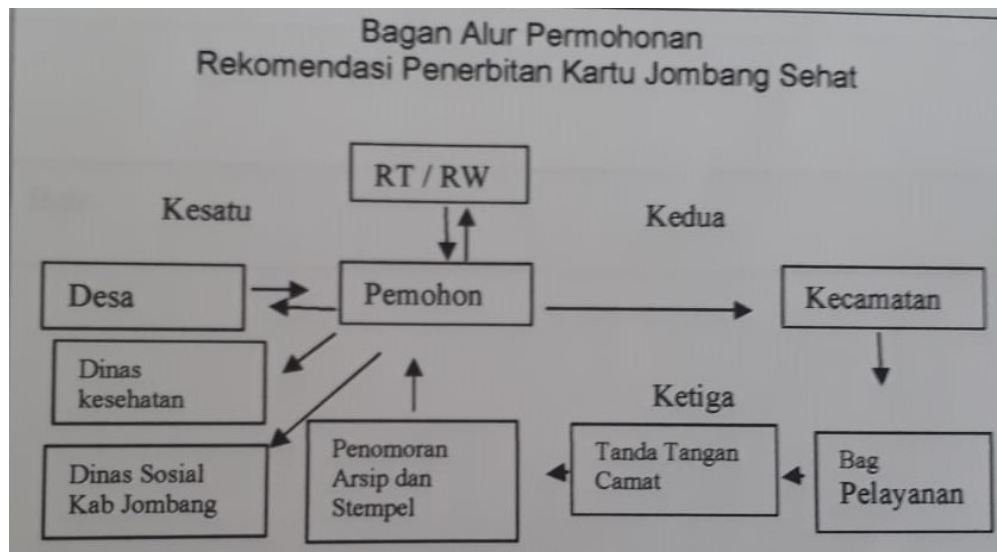 Bagan Alur Permohonan
Rekomendasi Penerbitan Kartu Jombang Sehat
RT / RW
Kesatu
Kedua
Desa
Pemohon
Kecamatan
Dinas
kesehatan
Ketiga
Dinas Sosial
Kab Jombang
Penomoran
Arsip dan
Stempel
Tanda Tangan
Camat
Bag
Pelayanan